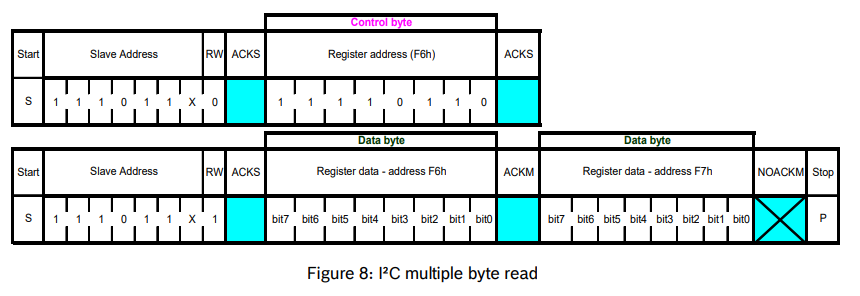 Control byte
Start Slave Address RW ACKS Register address (F6h) ACKS
S 1 1 1 0 1 1 X 0 1 1 1 1 0 1 1 0
Data byte Data byte
Start Slave Address RW ACKS Register data - address F6h ACKM Register data - address F7h NOACKM Stop
S 1 1 1 0 1 1 X 1 bit7 bit6 bit5 bit4 bit3 bit2 bit1 bit0 bit7 bit6 bit5 bit4 bit3 bit2 bit1 bit0 P
Figure 8: I²C multiple byte read